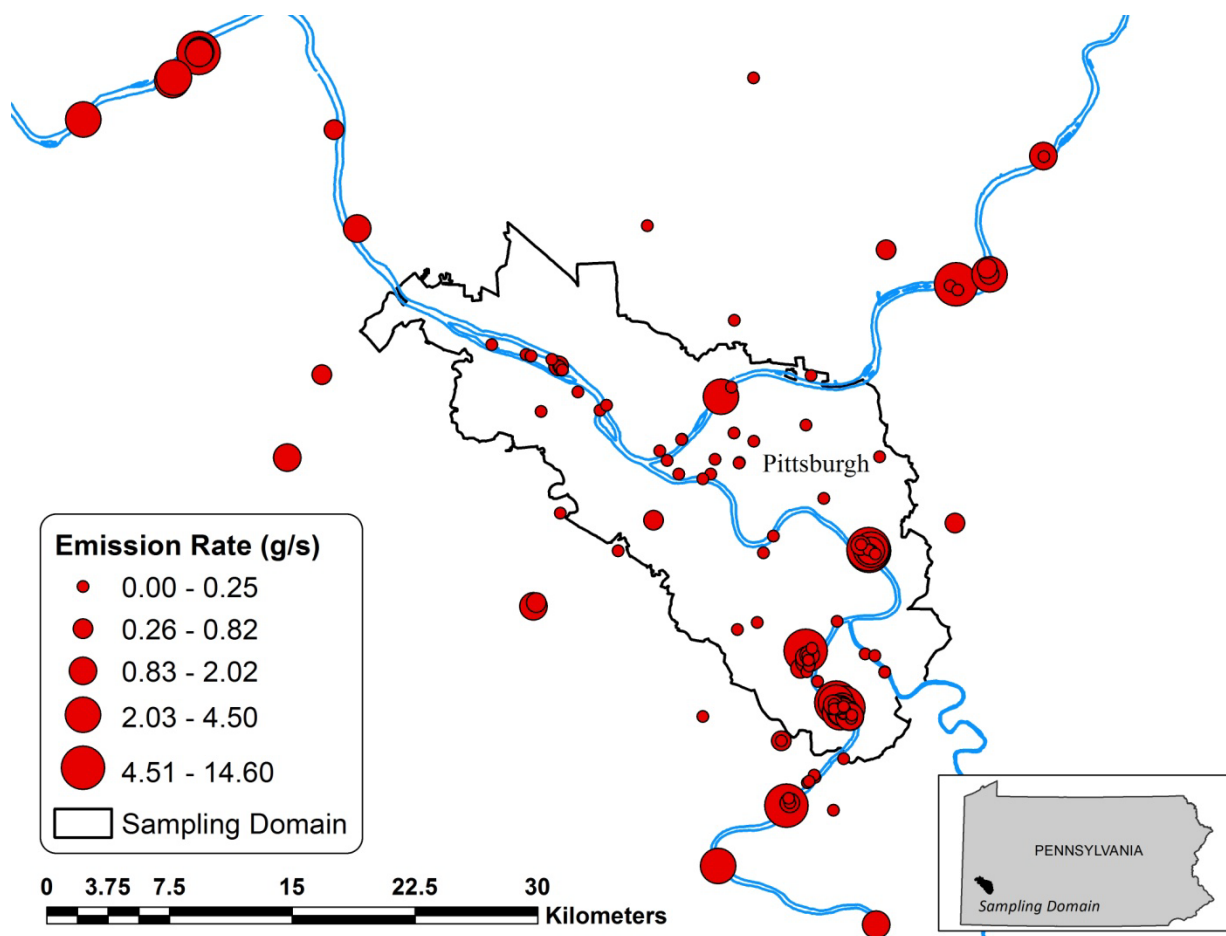 Pittsburgh
Emission Rate (g/s)
0.00 - 0.25
0.26 - 0.82
0.83 - 2.02
2.03 - 4.50
4.51 - 14.60
Sampling Domain
0 3.75 7.5 15 22.5 30
Kilometers
PENNSYLVANIA
Sampling Domain